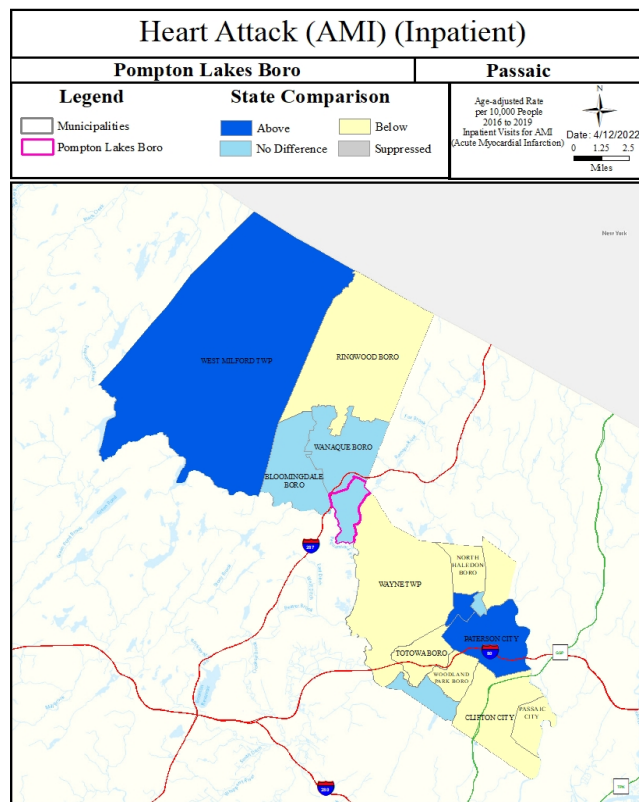 Heart Attack (AMI) (Inpatient)
Pompton Lakes Boro
Passaic
Legend
Municipalities
Pompton Lakes Boro
State Comparison
Above
Below
No Difference
Suppressed
Age-adjusted Rate
per 10,000 People
2016 to 2019
Inpatient Visits for AMI
(Acute Myocardial Infarction)
N
Date: 4/12/2022
0 1.25 2.5
Miles
New York
WEST MILFORD TWP
RINGWOOD BORO
WANAQUE BORO
BLOOMINGDALE
BORO
287
WAYNE TWP
NORTH
HALEDON
BORO
PATERSON CITY
80
TOTOWA BORO
WOODLAND
PARK BORO
CLIFTON CITY
PASSAIC
CITY